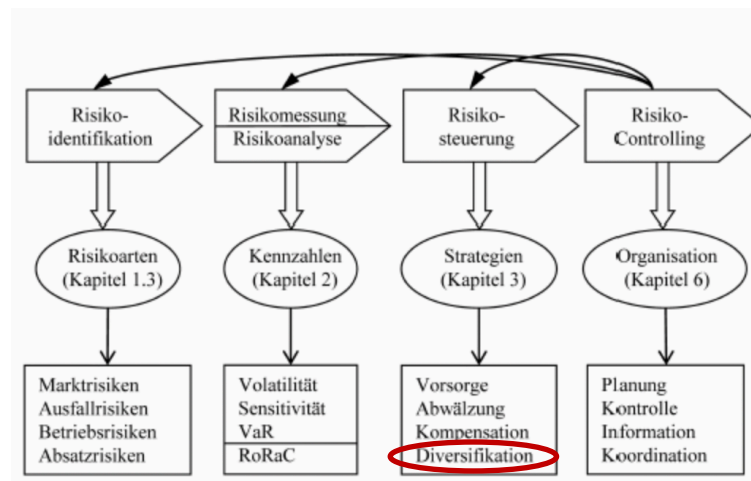 Risiko-
identifikation
Risikomessung
Risikoanalyse
Risiko-
steuerung
Risiko-
Controlling
Risikoarten
(Kapitel 1.3)
Kennzahlen
(Kapitel 2)
Strategien
(Kapitel 3)
Organisation
(Kapitel 6)
Marktrisiken
Ausfallrisiken
Betriebsrisiken
Absatzrisiken
Volatilität
Sensitivität
VaR
RoRaC
Vorsorge
Abwälzung
Kompensation
Diversifikation
Planung
Kontrolle
Information
Koordination